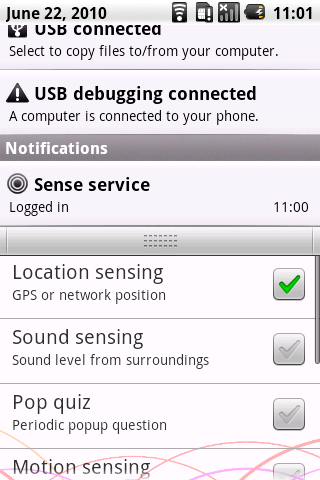 June 22, 2010 11:01
USB connected
Select to copy files to/from your computer.
USB debugging connected
A computer is connected to your phone.
Notifications
Sense service
Logged in 11:00
Location sensing
GPS or network position
Sound sensing
Sound level from surroundings
Pop quiz
Periodic popup question
Motion sensing